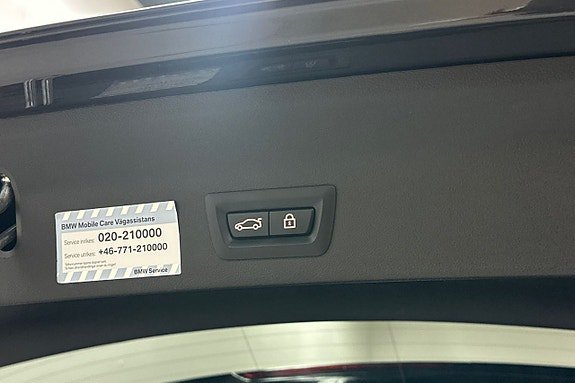 BMW Mobile Care Vägassistans
Service inrikes: 020-210000
Service utrikes: +46-771-210000
BMW Service